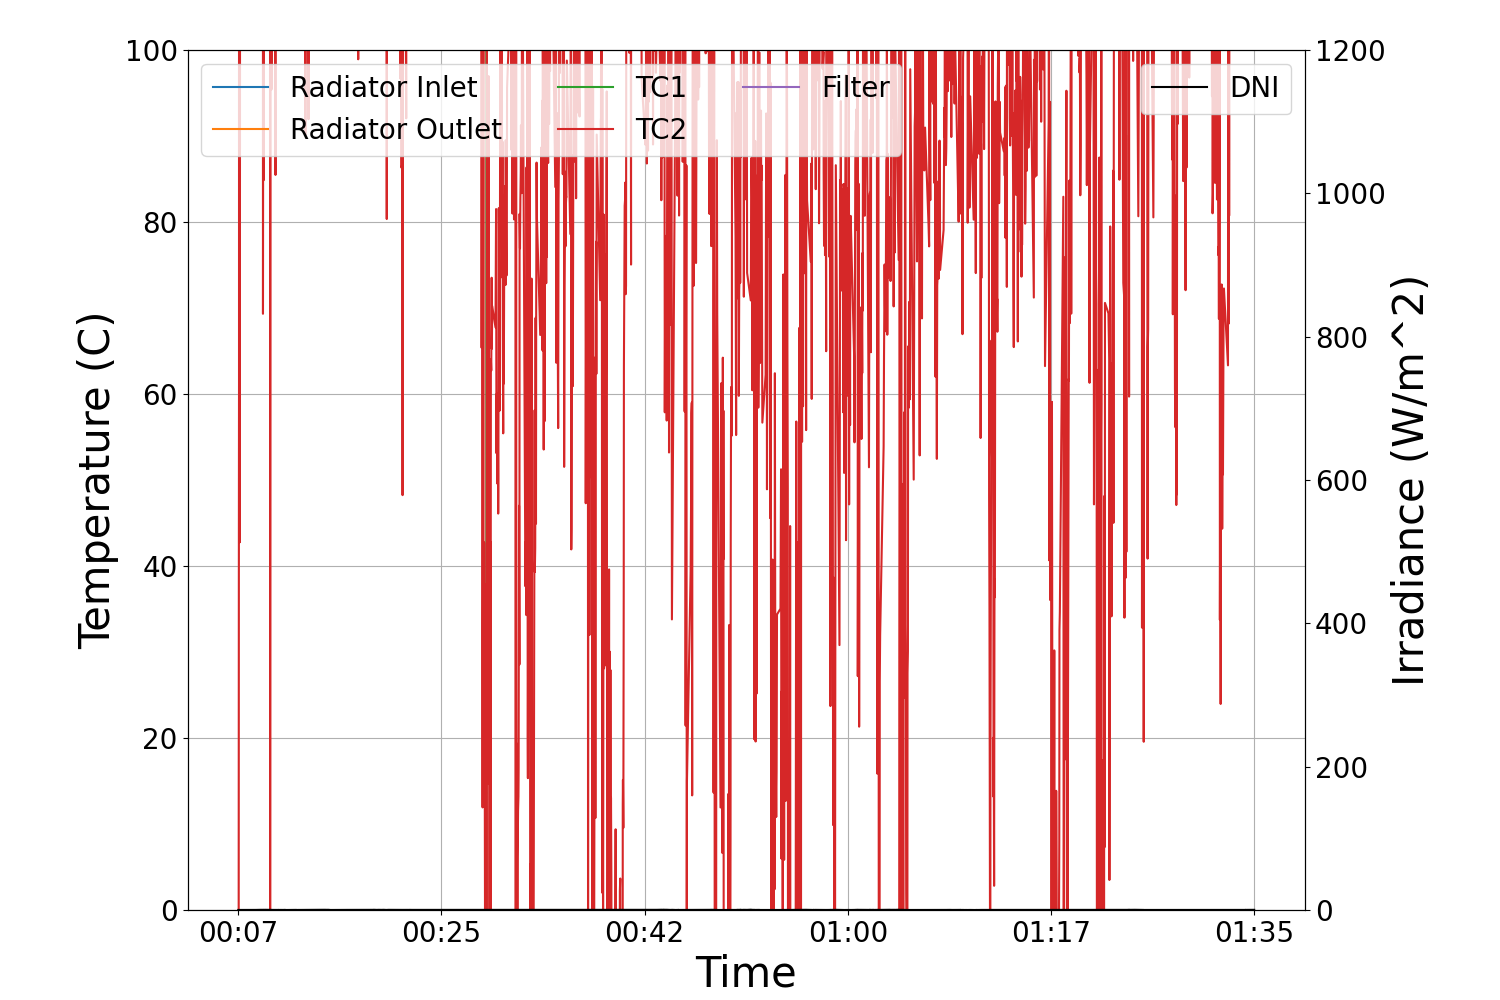 Radiator Inlet
Radiator Outlet
TC1
TC2
Filter
DNI
100
80
60
40
20
0
Temperature (C)
1200
1000
800
600
400
200
0
Irradiance (W/m^2)
00:07
00:25
00:42
01:00
01:17
01:35
Time